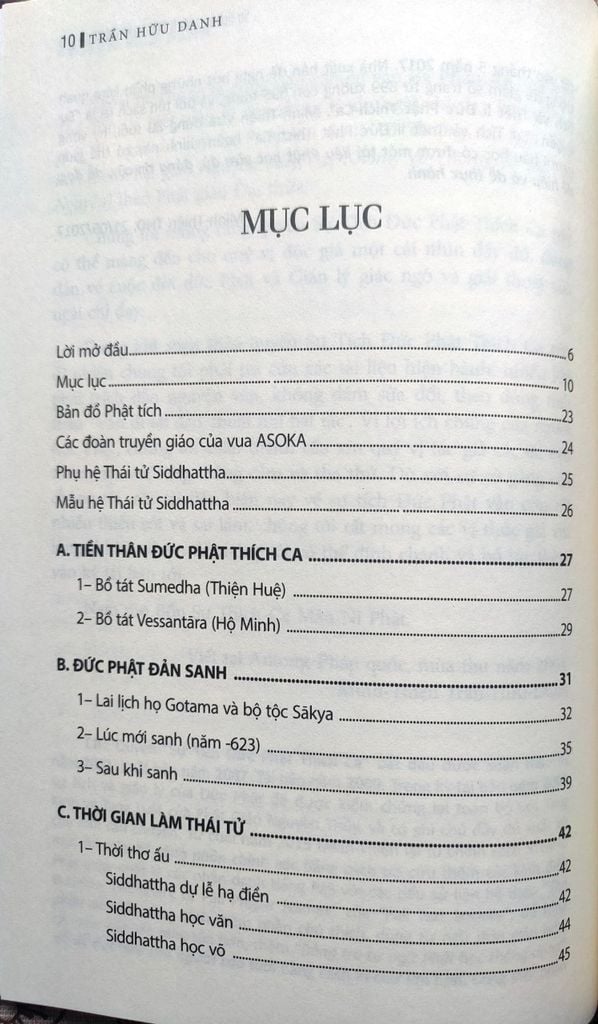 10 TRẦN HỮU DANH
MỤC LỤC
Lời mở đầu 6
Mục lục 10
Bản đồ Phật tích 23
Các đoàn truyền giáo của vua ASOKA 24
Phụ hệ Thái tử Siddhattha 25
Mẫu hệ Thái tử Siddhattha 26
A. TIỀN THÂN ĐỨC PHẬT THÍCH CA 27
1– Bồ tát Sumedha (Thiện Huệ) 27
2– Bồ tát Vessantāra (Hộ Minh) 29
B. ĐỨC PHẬT ĐẢN SANH 31
1– Lai lịch họ Gotama và bộ tộc Sākya 32
2– Lúc mới sanh (năm -623) 35
3– Sau khi sanh 39
C. THỜI GIAN LÀM THÁI TỬ 42
1– Thời thơ ấu 42
Siddhattha dự lễ hạ điền 42
Siddhattha học văn 44
Siddhattha học võ 45